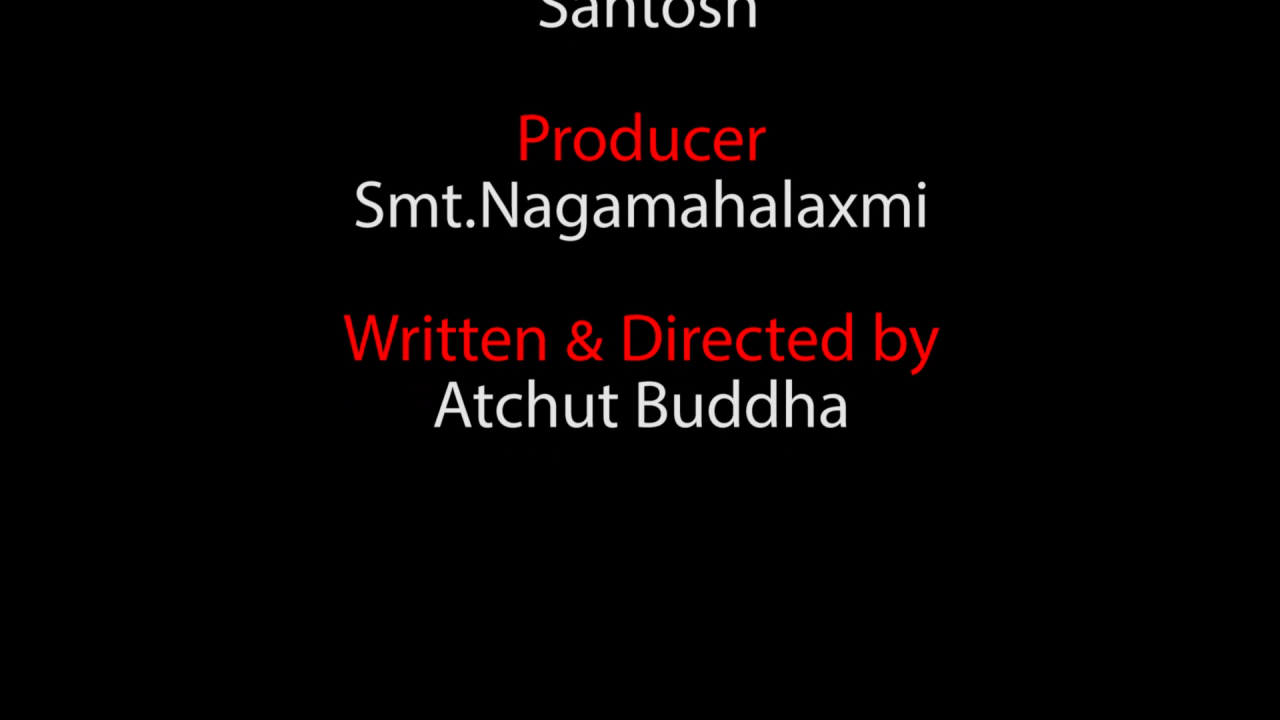 Santosh
Producer
Smt.Nagamahalaxmi
Written & Directed by
Atchut Buddha